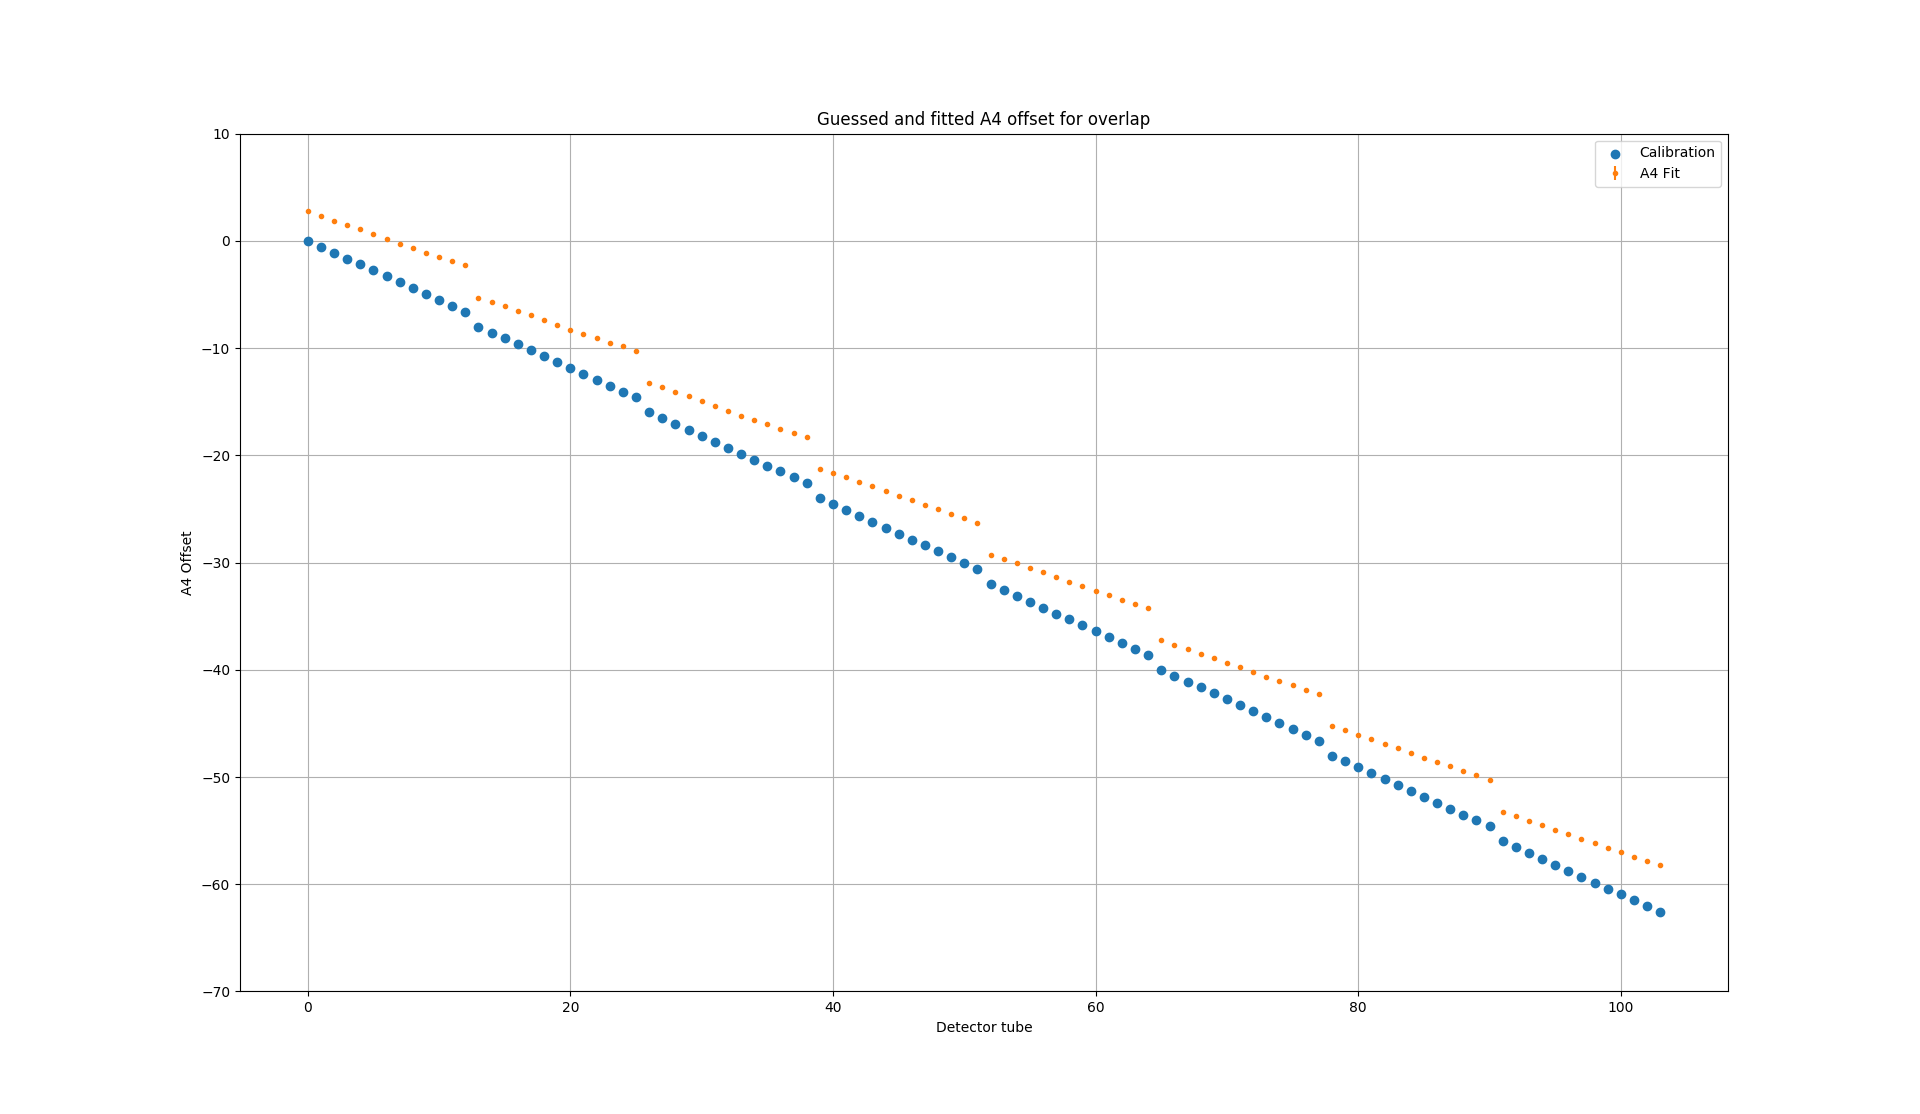 Guessed and fitted A4 offset for overlap
10
0
−10
−20
−30
−40
−50
−60
−70
A4 Offset
Calibration
A4 Fit
0 20 40 60 80 100
Detector tube